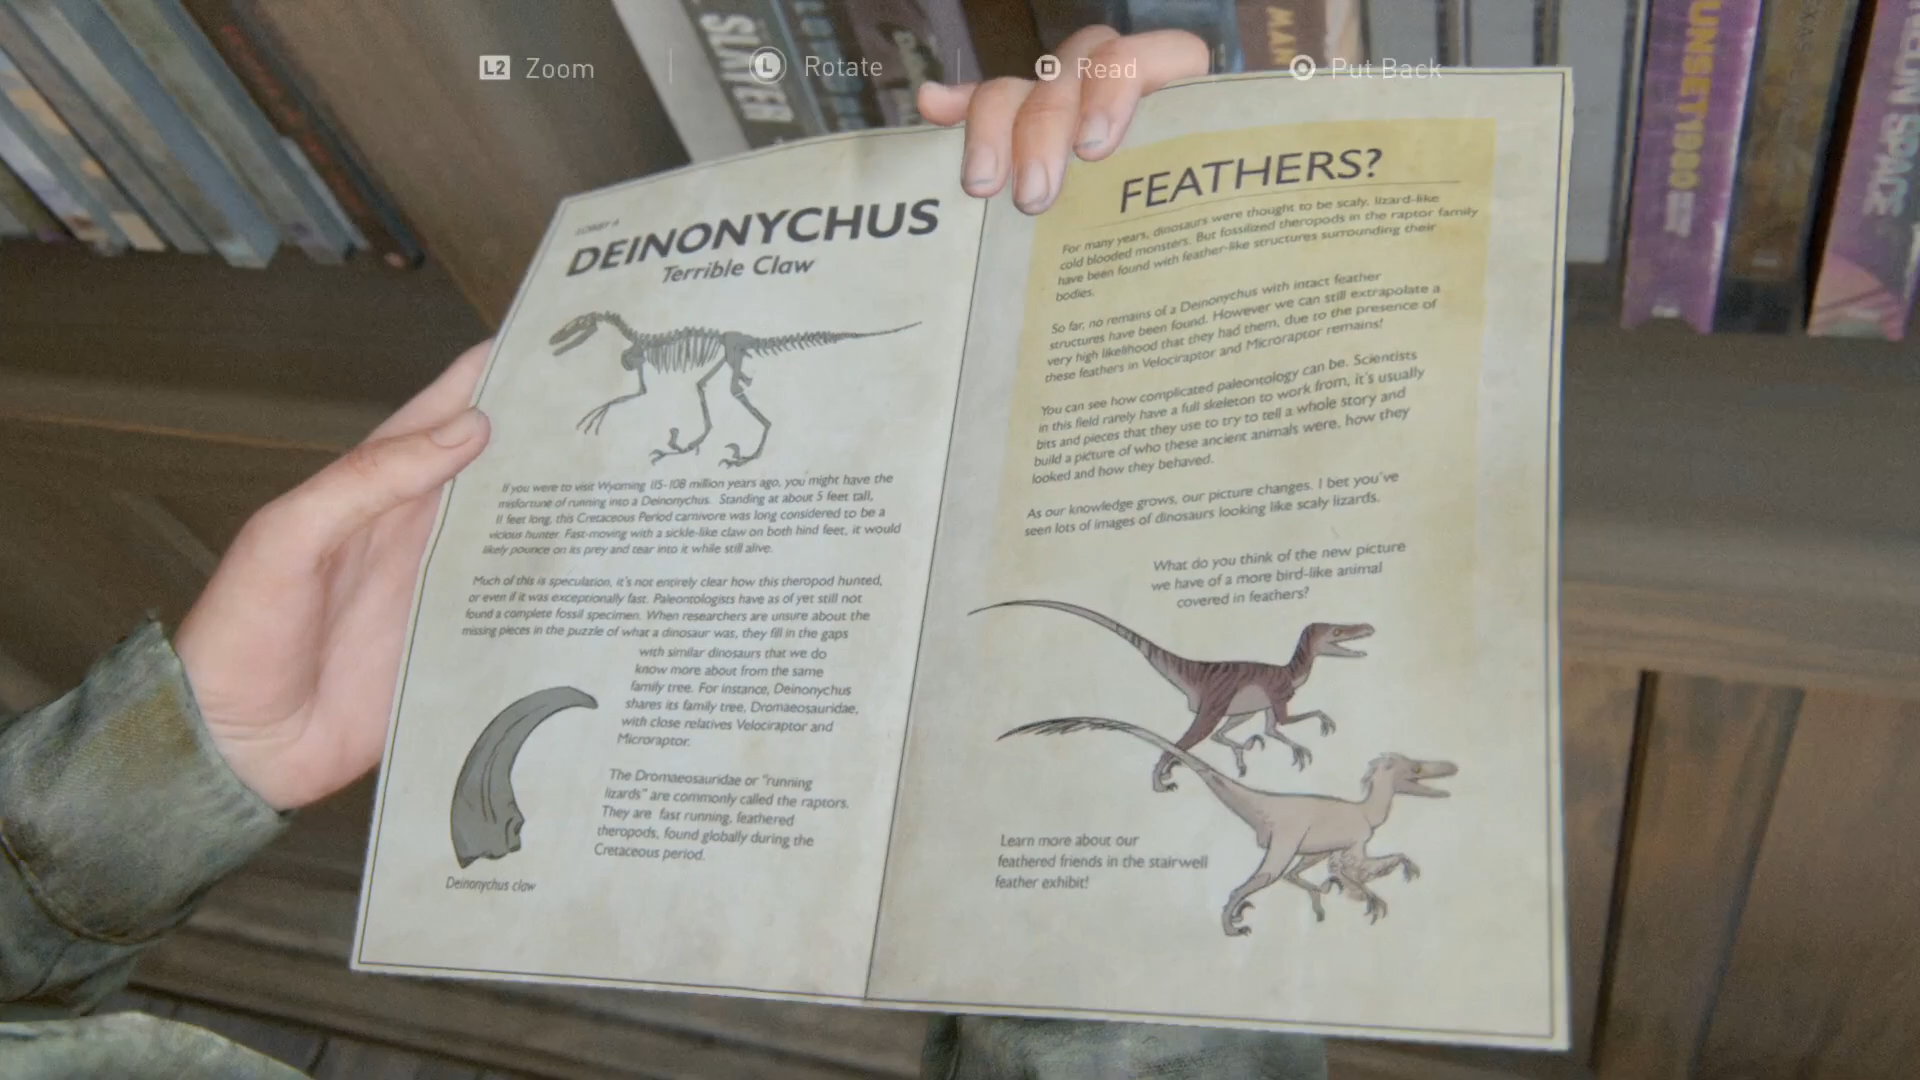 L2 Zoom
L Rotate
Read
Put Back
SLATER
MAN
UNSET 1980
SPACE
LOBBY A
DEINONYCHUS
Terrible Claw
If you were to visit Wyoming 115-108 million years ago, you might have the
misfortune of running into a Deinonychus. Standing at about 5 feet tall,
11 feet long, this Cretaceous Period carnivore was long considered to be a
vicious hunter. Fast-moving with a sickle-like claw on both hind feet, it would
likely pounce on its prey and tear into it while still alive.
Much of this is speculation, it's not entirely clear how this theropod hunted,
or even if it was exceptionally fast. Paleontologists have as of yet still not
found a complete fossil specimen. When researchers are unsure about the
missing pieces in the puzzle of what a dinosaur was, they fill in the gaps
with similar dinosaurs that we do
know more about from the same
family tree. For instance, Deinonychus
shares its family tree, Dromaeosauridae,
with close relatives Velociraptor and
Microraptor.
The Dromaeosauridae or "running
lizards" are commonly called the raptors.
They are fast running, feathered
theropods, found globally during the
Cretaceous period.
Deinonychus claw
FEATHERS?
For many years, dinosaurs were thought to be scaly, lizard-like
cold blooded monsters. But fossilized theropods in the raptor family
have been found with feather-like structures surrounding their
bodies.
So far, no remains of a Deinonychus with intact feather
structures have been found. However we can still extrapolate a
very high likelihood that they had them, due to the presence of
these feathers in Velociraptor and Microraptor remains!
You can see how complicated paleontology can be. Scientists
in this field rarely have a full skeleton to work from, it's usually
bits and pieces that they use to try to tell a whole story and
build a picture of who these ancient animals were, how they
looked and how they behaved.
As our knowledge grows, our picture changes. I bet you've
seen lots of images of dinosaurs looking like scaly lizards.
What do you think of the new picture
we have of a more bird-like animal
covered in feathers?
Learn more about our
feathered friends in the stairwell
feather exhibit!